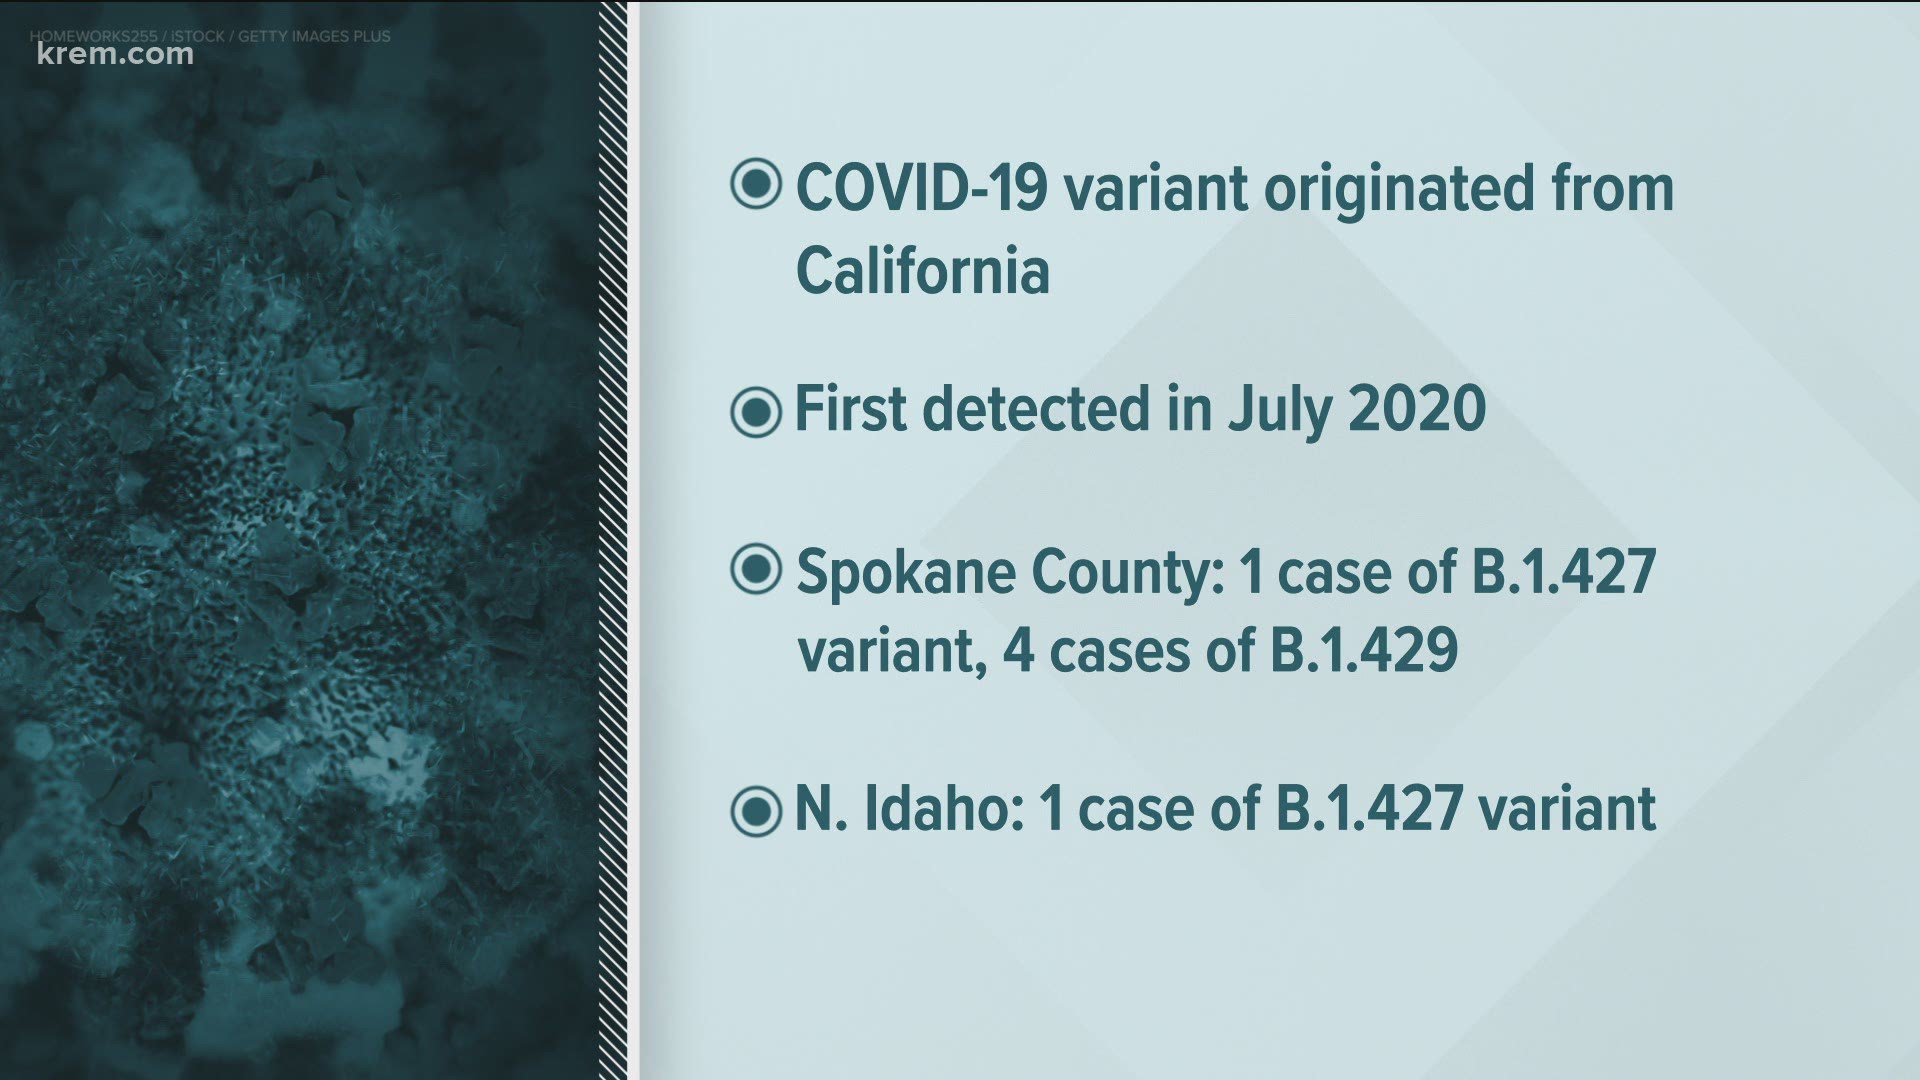 HOMEWORKS255 / iSTOCK / GETTY IMAGES PLUS
krem.com
COVID-19 variant originated from
California
First detected in July 2020
Spokane County: 1 case of B.1.427
variant, 4 cases of B.1.429
N. Idaho: 1 case of B.1.427 variant